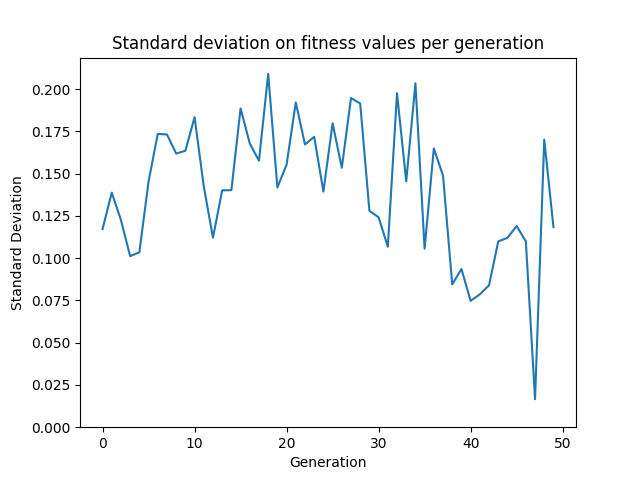 Standard deviation on fitness values per generation
0.200
0.175
0.150
0.125
0.100
0.075
0.050
0.025
0.000
Standard Deviation
0 10 20 30 40 50
Generation